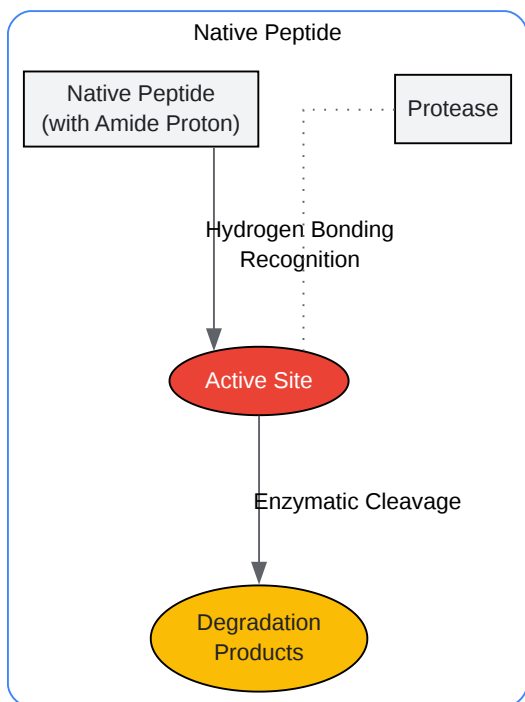 Native Peptide
Native Peptide
(with Amide Proton)
Protease
Hydrogen Bonding
Recognition
Active Site
Enzymatic Cleavage
Degradation
Products